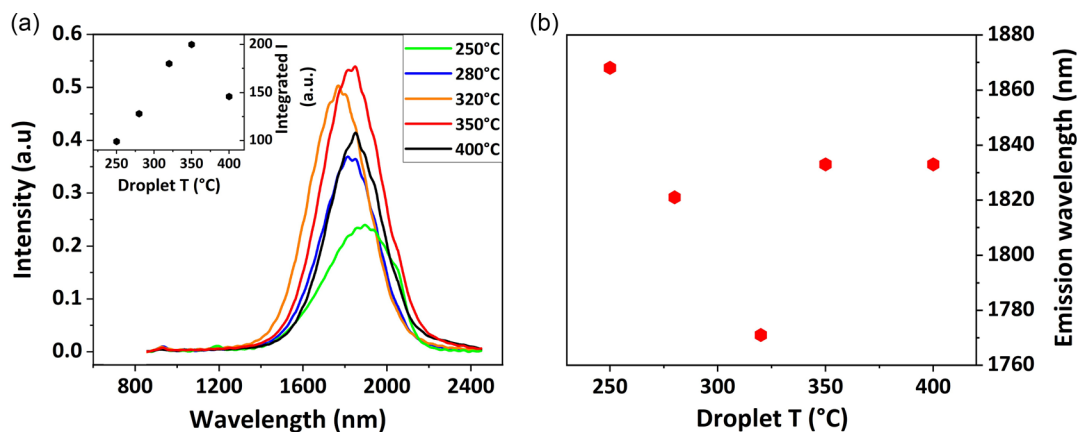 (a)
Intensity (a.u)
0.6
0.5
0.4
0.3
0.2
0.1
0.0
800 1200 1600 2000 2400
Wavelength (nm)
200
150
100
Integrated I
(a.u.)
250 300 350 400
Droplet T (°C)
250°C
280°C
320°C
350°C
400°C
(b)
1880
1860
1840
1820
1800
1780
1760
Emission wavelength (nm)
250 300 350 400
Droplet T (°C)